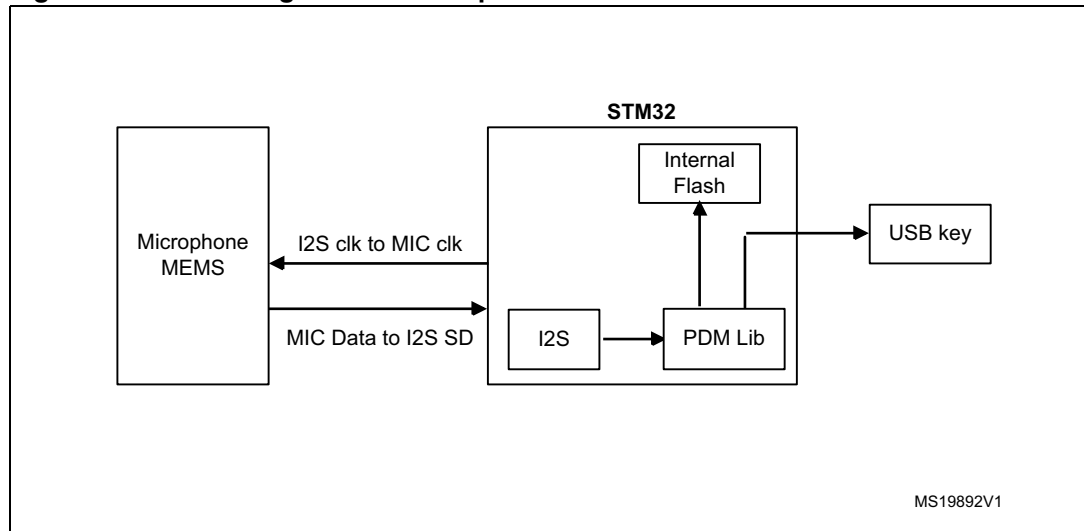 STM32
Internal
Flash
Microphone
MEMS
I2S clk to MIC clk
USB key
MIC Data to I2S SD
I2S
PDM Lib
MS19892V1